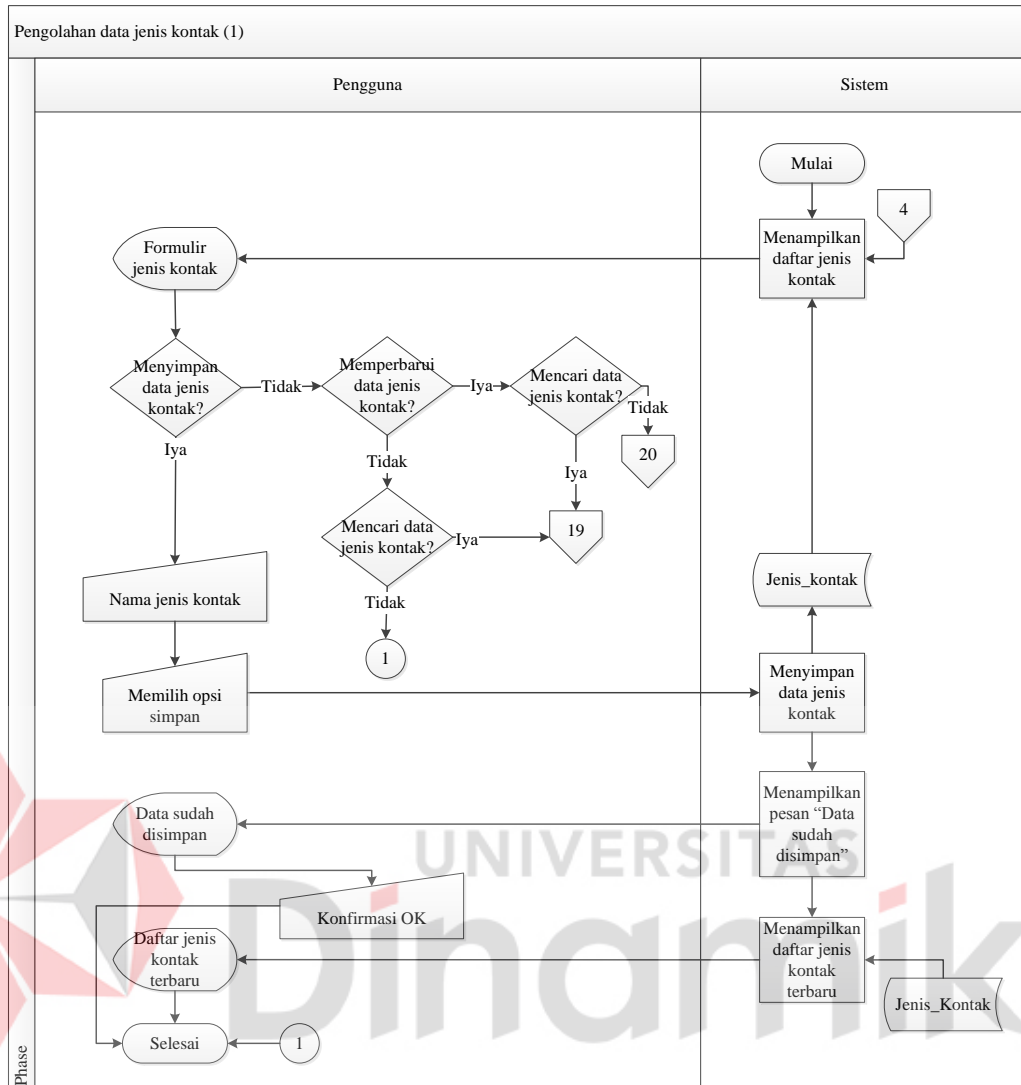 Pengolahan data jenis kontak (1)
Pengguna
Sistem
Mulai
4
Menampilkan
daftar jenis
kontak
Formulir
jenis kontak
Menyimpan
data jenis
kontak?
Tidak
Memperbarui
data jenis
kontak?
Iya
Mencari data
jenis kontak?
Tidak
20
Iya
Tidak
Iya
19
Mencari data
jenis kontak?
Iya
Jenis_kontak
Nama jenis kontak
Tidak
1
Memilih opsi
simpan
Menyimpan
data jenis
kontak
Data sudah
disimpan
Menampilkan
pesan “Data
sudah
disimpan”
UNIVERSITAS
Dinamika
Konfirmasi OK
Daftar jenis
kontak
terbaru
Menampilkan
daftar jenis
kontak
terbaru
Jenis_Kontak
Selesai
1
Phase